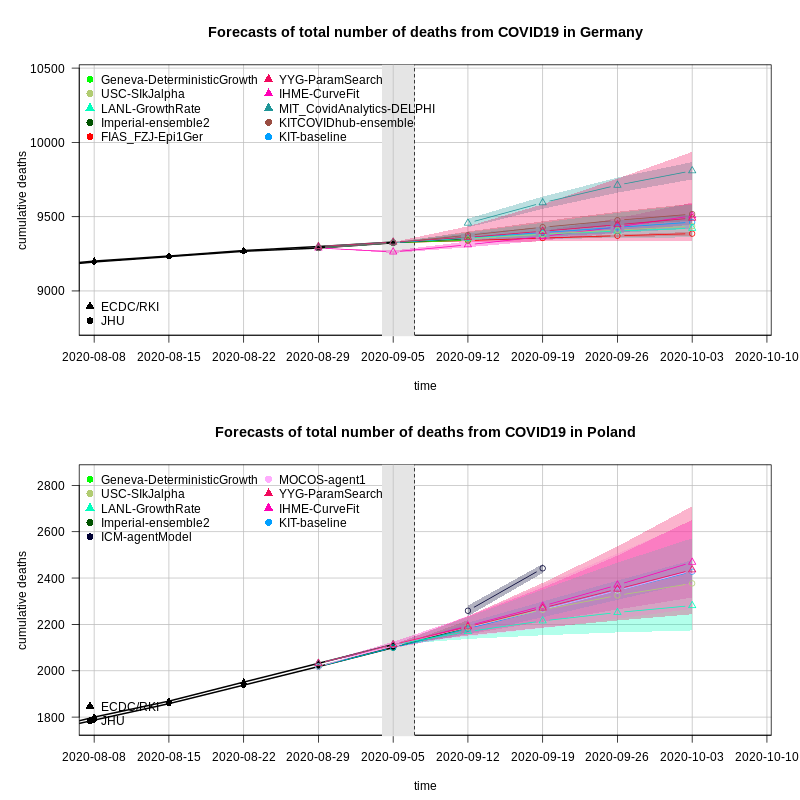 Forecasts of total number of deaths from COVID19 in Germany
10500
10000
9500
9000
cumulative deaths
Geneva-DeterministicGrowth
USC-SIkJalpha
LANL-GrowthRate
Imperial-ensemble2
FIAS_FZJ-Epi1Ger
YYG-ParamSearch
IHME-CurveFit
MIT_CovidAnalytics-DELPHI
KITCOVIDhub-ensemble
KIT-baseline
ECDC/RKI
JHU
2020-08-08 2020-08-15 2020-08-22 2020-08-29 2020-09-05 2020-09-12 2020-09-19 2020-09-26 2020-10-03 2020-10-10
time
Forecasts of total number of deaths from COVID19 in Poland
2800
2600
2400
2200
2000
1800
cumulative deaths
Geneva-DeterministicGrowth
USC-SIkJalpha
LANL-GrowthRate
Imperial-ensemble2
ICM-agentModel
MOCOS-agent1
YYG-ParamSearch
IHME-CurveFit
KIT-baseline
ECDC/RKI
JHU
2020-08-08 2020-08-15 2020-08-22 2020-08-29 2020-09-05 2020-09-12 2020-09-19 2020-09-26 2020-10-03 2020-10-10
time